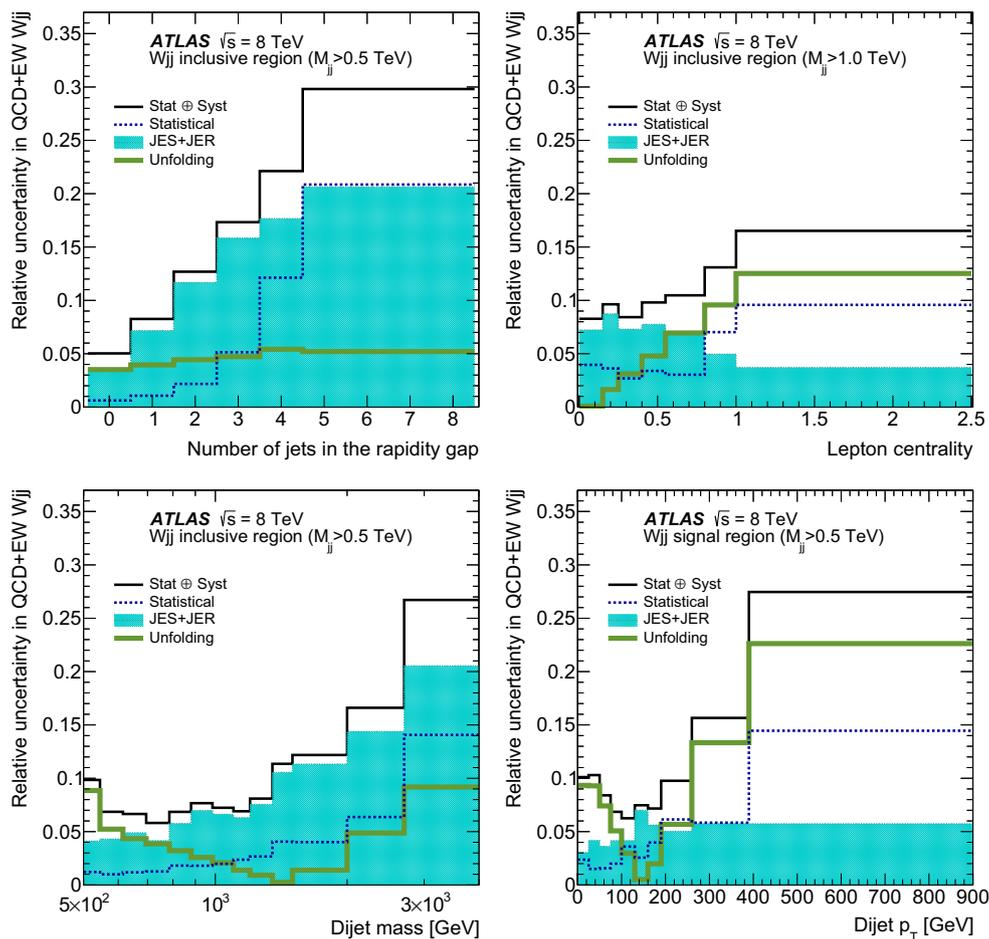 Relative uncertainty in QCD+EW Wjj
0.35
0.3
0.25
0.2
0.15
0.1
0.05
0
ATLAS √s = 8 TeV
Wjj inclusive region (Mjj>0.5 TeV)
Stat ⊕ Syst
Statistical
JES+JER
Unfolding
0 1 2 3 4 5 6 7 8
Number of jets in the rapidity gap
Relative uncertainty in QCD+EW Wjj
0.35
0.3
0.25
0.2
0.15
0.1
0.05
0
ATLAS √s = 8 TeV
Wjj inclusive region (Mjj>1.0 TeV)
Stat ⊕ Syst
Statistical
JES+JER
Unfolding
0 0.5 1 1.5 2 2.5
Lepton centrality
Relative uncertainty in QCD+EW Wjj
0.35
0.3
0.25
0.2
0.15
0.1
0.05
0
ATLAS √s = 8 TeV
Wjj inclusive region (Mjj>0.5 TeV)
Stat ⊕ Syst
Statistical
JES+JER
Unfolding
5×10² 10³ 3×10³
Dijet mass [GeV]
Relative uncertainty in QCD+EW Wjj
0.35
0.3
0.25
0.2
0.15
0.1
0.05
0
ATLAS √s = 8 TeV
Wjj signal region (Mjj>0.5 TeV)
Stat ⊕ Syst
Statistical
JES+JER
Unfolding
0 100 200 300 400 500 600 700 800 900
Dijet pT [GeV]